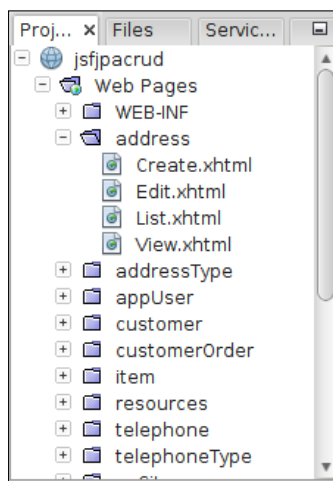 Proj... × Files Servic...
jsfjpacrud
Web Pages
WEB-INF
address
Create.xhtml
Edit.xhtml
List.xhtml
View.xhtml
addressType
appUser
customer
customerOrder
item
resources
telephone
telephoneType